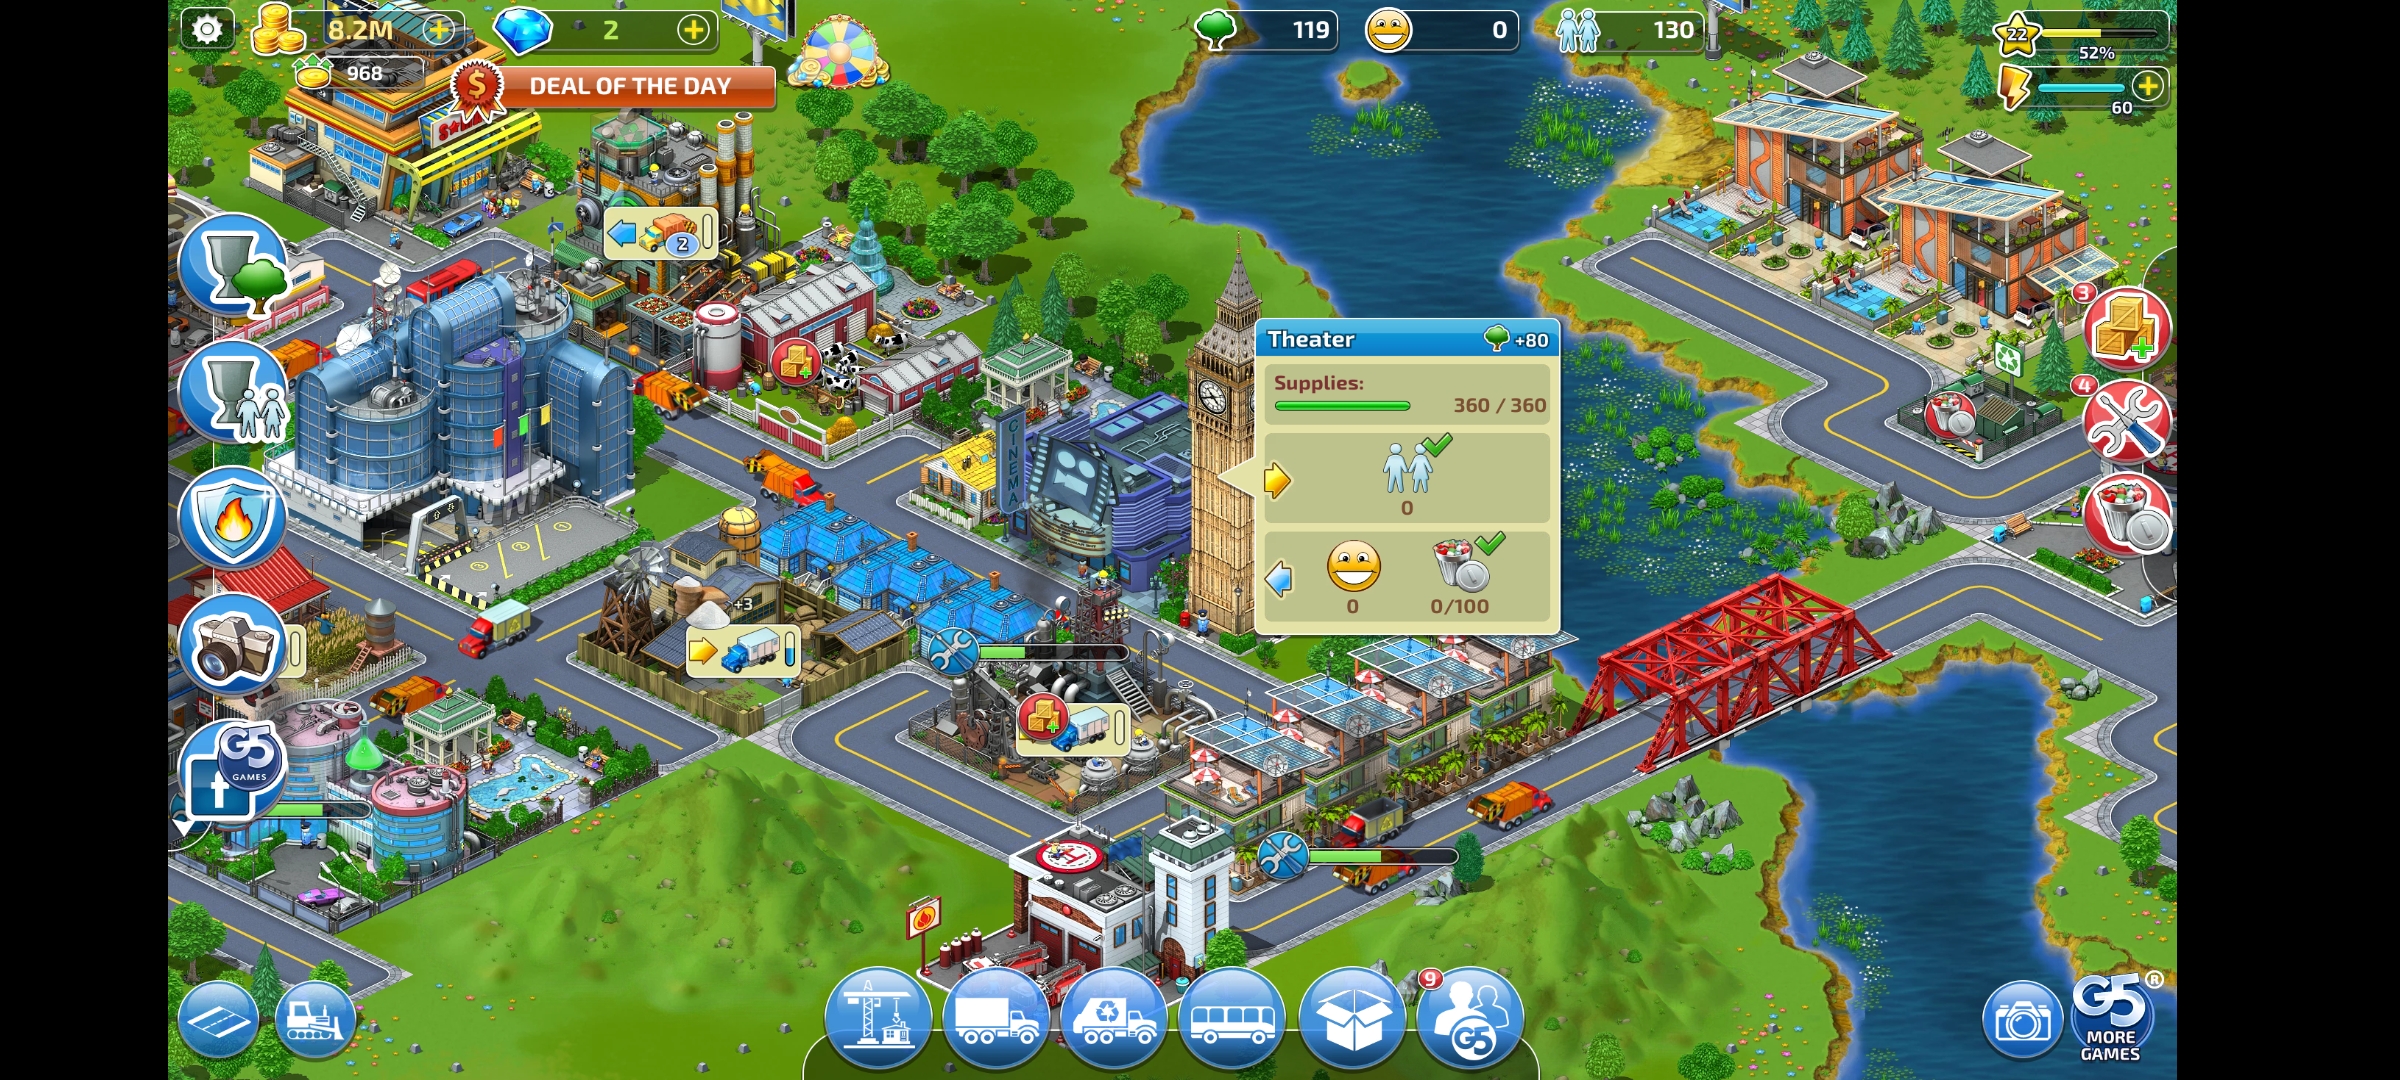 8.2M
2
119
0
130
22
52%
968
DEAL OF THE DAY
60
2
3
Theater
+80
Supplies:
360 / 360
4
CINEMA
0
0
0/100
+3
G5
GAMES
f
H
9
G5
G5
MORE
GAMES